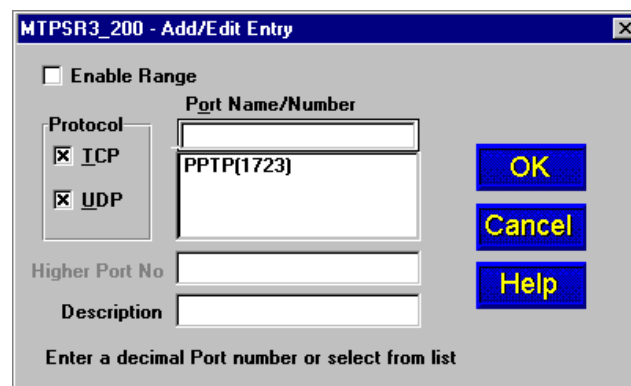 MTPSR3_200 - Add/Edit Entry
Enable Range
Port Name/Number
Protocol
TCP
UDP
PPTP(1723)
OK
Cancel
Help
Higher Port No
Description
Enter a decimal Port number or select from list